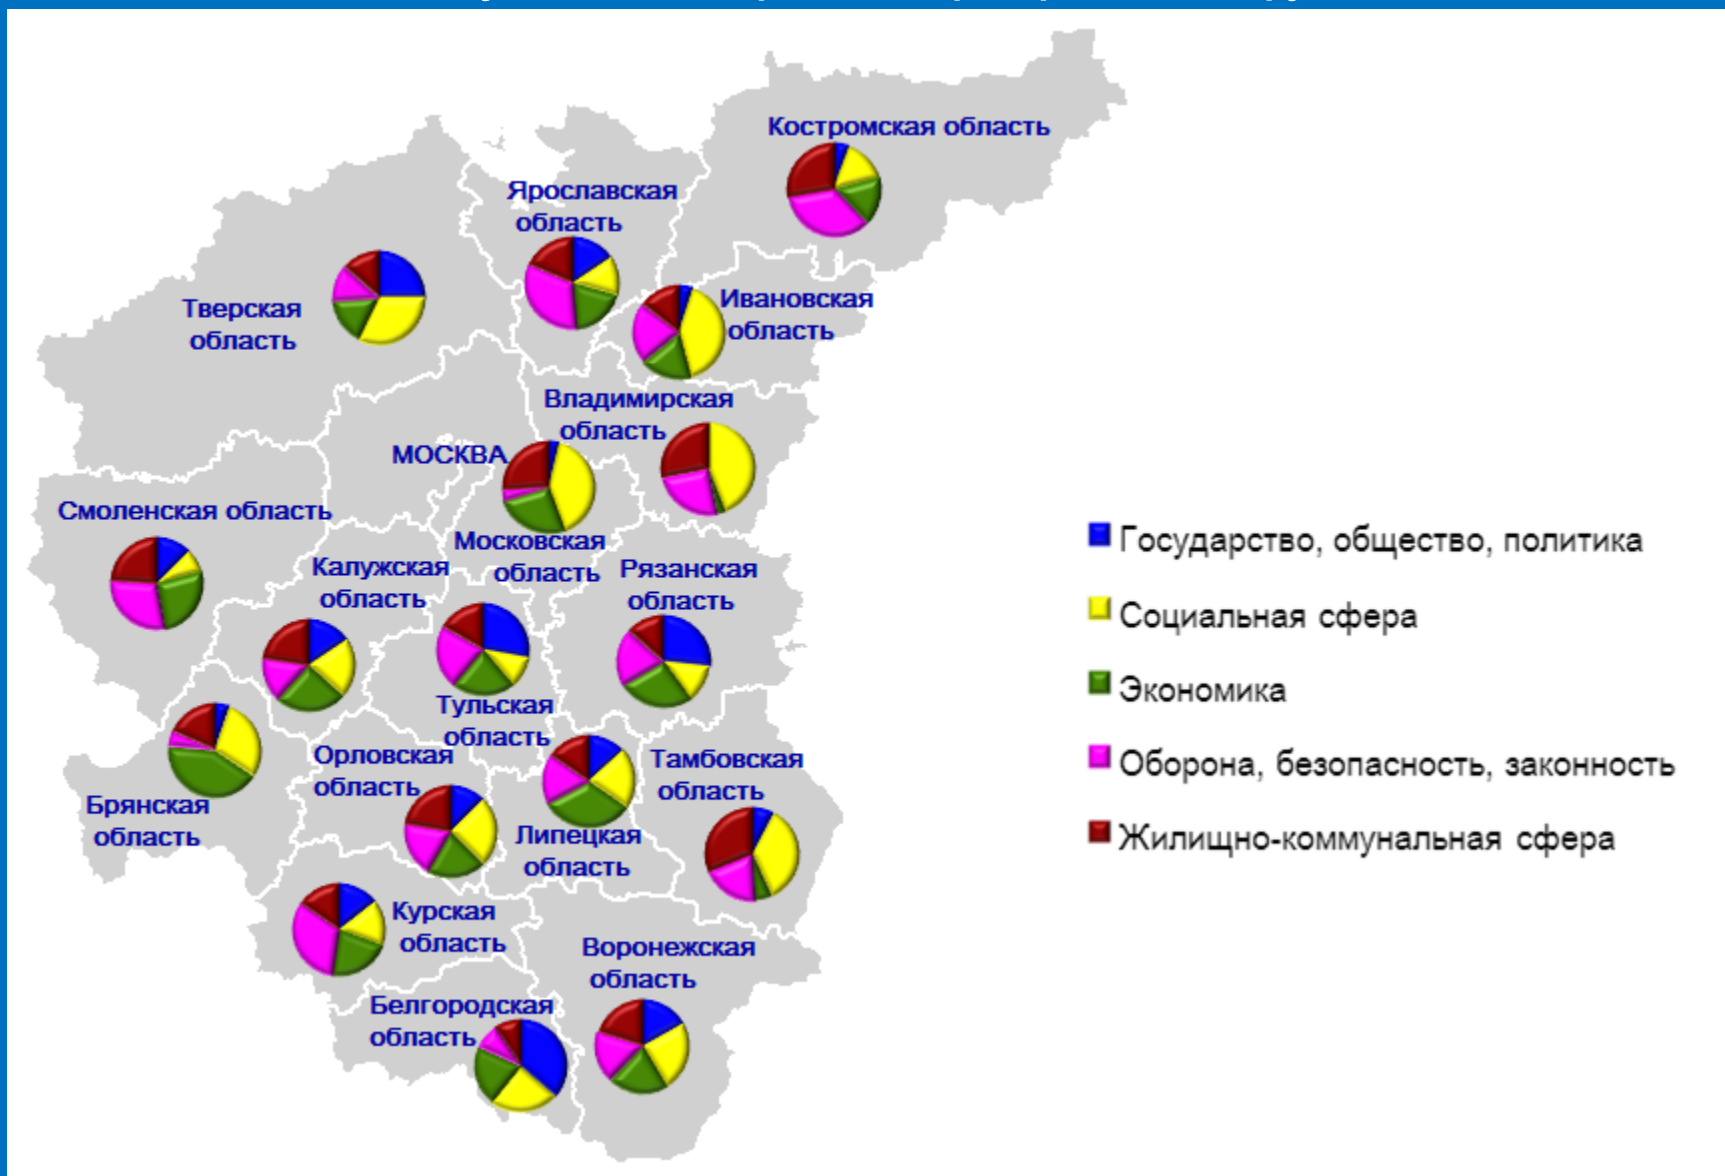 Костромская область
Ярославская
область
Тверская
область
Ивановская
область
Владимирская
область
МОСКВА
Московская
область
Смоленская область
Калужская
область
Рязанская
область
Тульская
область
Орловская
область
Тамбовская
область
Брянская
область
Липецкая
область
Курская
область
Воронежская
область
Белгородская
область
Государство, общество, политика
Социальная сфера
Экономика
Оборона, безопасность, законность
Жилищно-коммунальная сфера